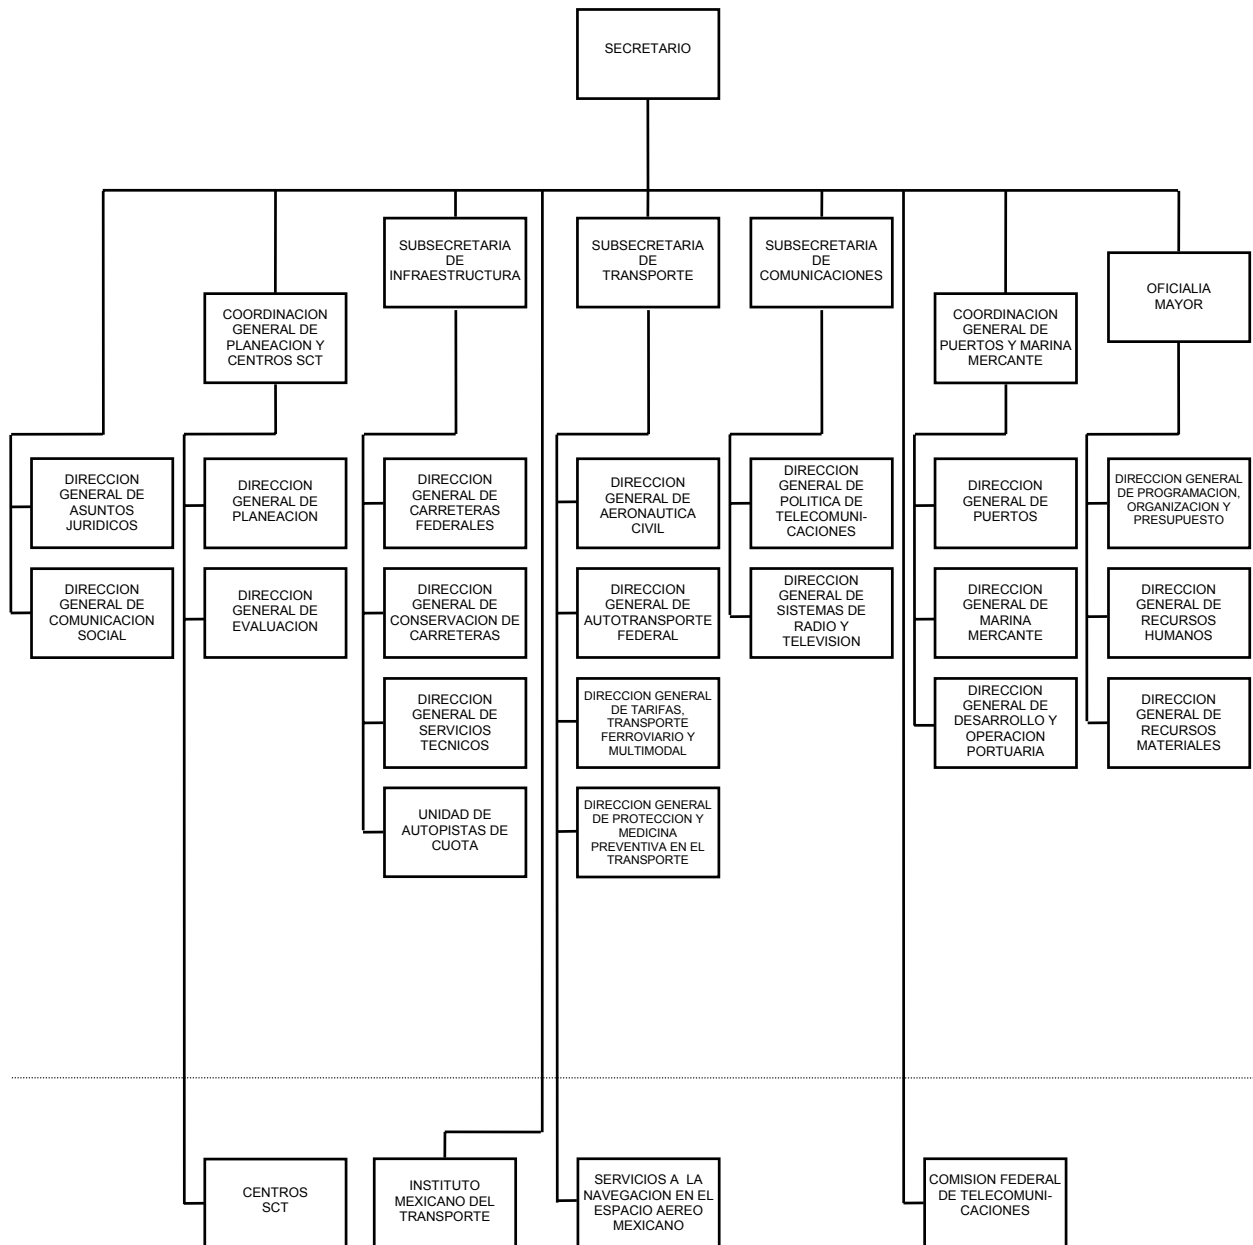 SECRETARIO
SUBSECRETARIA
DE
INFRAESTRUCTURA
SUBSECRETARIA
DE
TRANSPORTE
SUBSECRETARIA
DE
COMUNICACIONES
OFICIALIA
MAYOR
COORDINACION
GENERAL DE
PLANEACION Y
CENTROS SCT
COORDINACION
GENERAL DE
PUERTOS Y MARINA
MERCANTE
DIRECCION
GENERAL DE
ASUNTOS
JURIDICOS
DIRECCION
GENERAL DE
PLANEACION
DIRECCION
GENERAL DE
CARRETERAS
FEDERALES
DIRECCION
GENERAL DE
AERONAUTICA
CIVIL
DIRECCION
GENERAL DE
POLITICA DE
TELECOMUNI-
CACIONES
DIRECCION
GENERAL DE
PUERTOS
DIRECCION GENERAL
DE PROGRAMACION,
ORGANIZACION Y
PRESUPUESTO
DIRECCION
GENERAL DE
COMUNICACION
SOCIAL
DIRECCION
GENERAL DE
EVALUACION
DIRECCION
GENERAL DE
CONSERVACION DE
CARRETERAS
DIRECCION
GENERAL DE
AUTOTRANSPORTE
FEDERAL
DIRECCION
GENERAL DE
SISTEMAS DE
RADIO Y
TELEVISION
DIRECCION
GENERAL DE
MARINA
MERCANTE
DIRECCION
GENERAL DE
RECURSOS
HUMANOS
DIRECCION
GENERAL DE
SERVICIOS
TECNICOS
DIRECCION GENERAL
DE TARIFAS,
TRANSPORTE
FERROVIARIO Y
MULTIMODAL
DIRECCION
GENERAL DE
DESARROLLO Y
OPERACION
PORTUARIA
DIRECCION
GENERAL DE
RECURSOS
MATERIALES
UNIDAD DE
AUTOPISTAS DE
CUOTA
DIRECCION GENERAL
DE PROTECCION Y
MEDICINA
PREVENTIVA EN EL
TRANSPORTE
CENTROS
SCT
INSTITUTO
MEXICANO DEL
TRANSPORTE
SERVICIOS A  LA
NAVEGACION EN EL
ESPACIO AEREO
MEXICANO
COMISION FEDERAL
DE TELECOMUNI-
CACIONES